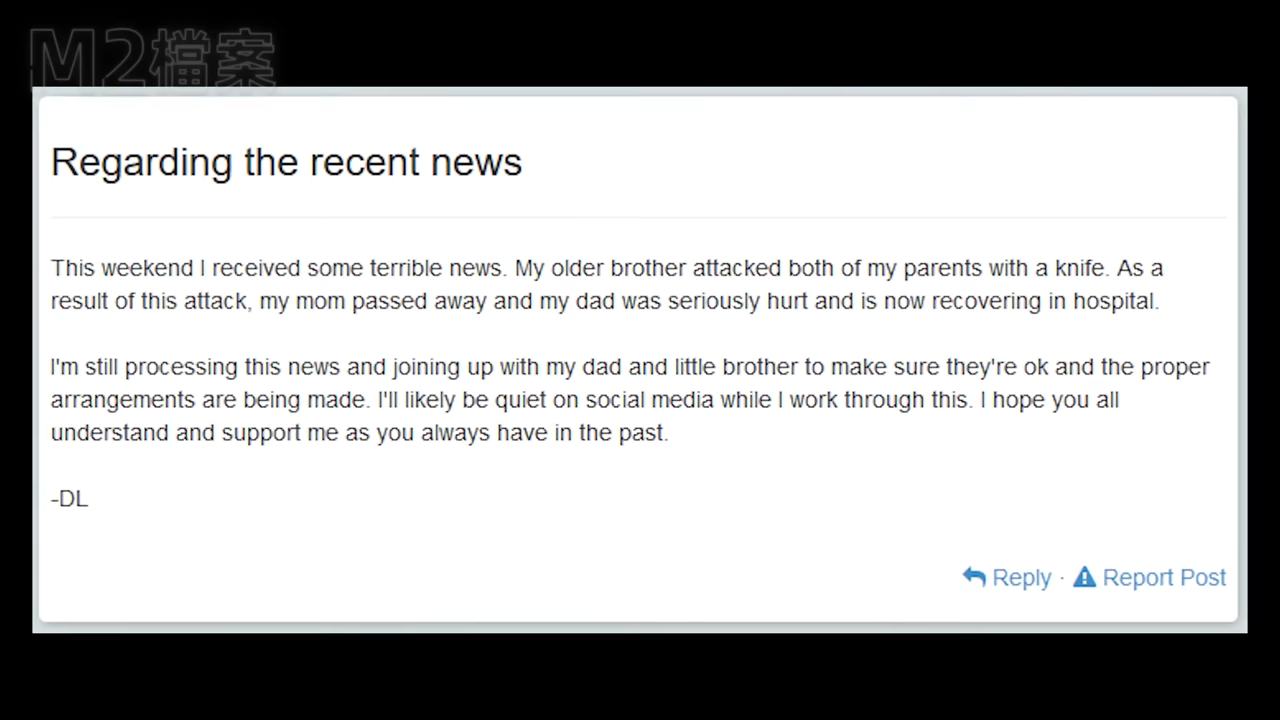 M2檔案
Regarding the recent news
This weekend I received some terrible news. My older brother attacked both of my parents with a knife. As a
result of this attack, my mom passed away and my dad was seriously hurt and is now recovering in hospital.
I'm still processing this news and joining up with my dad and little brother to make sure they're ok and the proper
arrangements are being made. I'll likely be quiet on social media while I work through this. I hope you all
understand and support me as you always have in the past.
-DL
Reply · Report Post